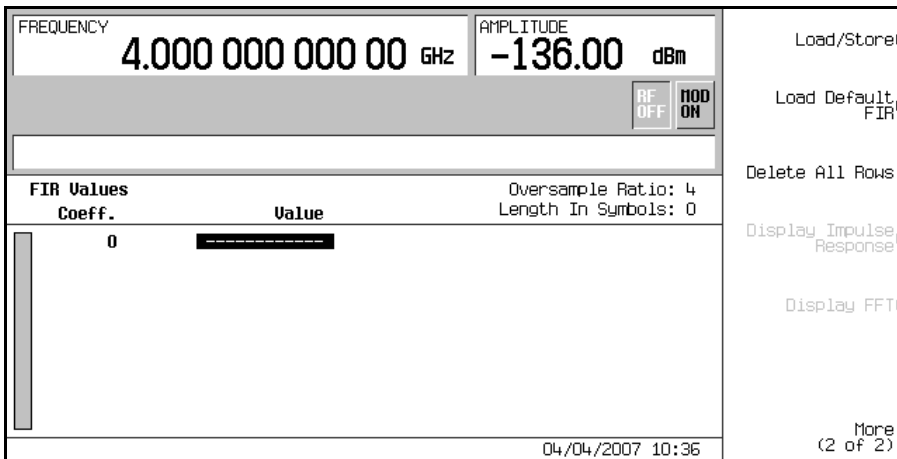 FREQUENCY
4.000 000 000 00 GHz
AMPLITUDE
-136.00 dBm
RF OFF
MOD ON
FIR Values
Oversample Ratio: 4
Length In Symbols: 0
Coeff. Value
0 ------------
04/04/2007 10:36
Load/Store
Load Default
FIR
Delete All Rows
Display Impulse
Response
Display FFT
More
(2 of 2)